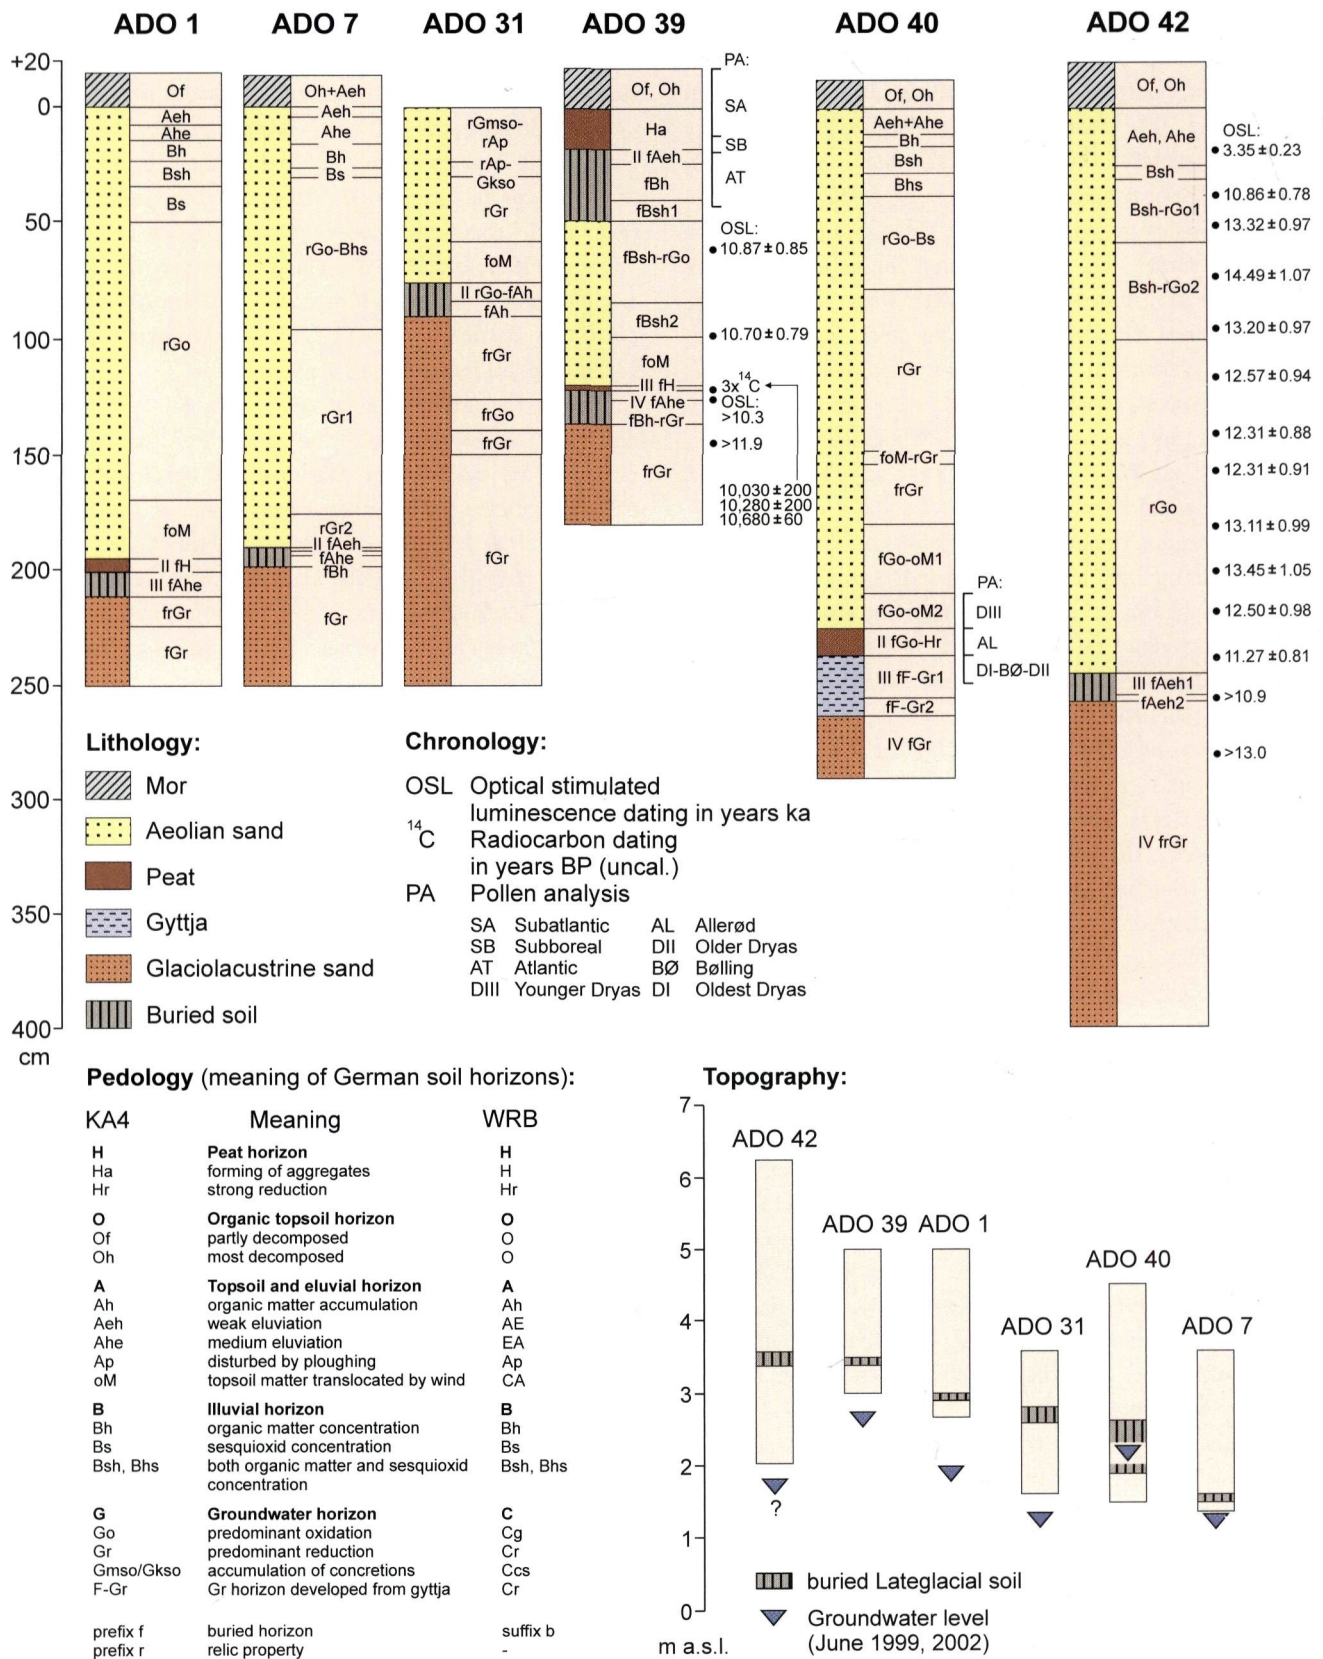 ADO 1
ADO 7
ADO 31
ADO 39
ADO 40
ADO 42
+20
0
50
100
150
200
250
300
350
400
cm
Of
Aeh
Ahe
Bh
Bsh
Bs
rGo
foM
II fH
III fAhe
frGr
fGr
Oh+Aeh
Aeh
Ahe
Bh
Bs
rGo-Bhs
rGr1
rGr2
II fAeh
fAhe
fBh
fGr
rGmso-
rAp
rAp-
Gkso
rGr
foM
II rGo-fAh
fAh
frGr
frGo
frGr
fGr
Of, Oh
Ha
II fAeh
fBh
fBsh1
fBsh-rGo
fBsh2
foM
III fH
IV fAhe
fBh-rGr
frGr
PA:
SA
SB
AT
OSL:
10.87±0.85
10.70±0.79
3x 14C
OSL:
>10.3
>11.9
10,030±200
10,280±200
10,680±60
Of, Oh
Aeh+Ahe
Bh
Bsh
Bhs
rGo-Bs
rGr
foM-rGr
frGr
fGo-oM1
fGo-oM2
II fGo-Hr
III fF-Gr1
fF-Gr2
IV fGr
PA:
DIII
AL
DI-BØ-DII
Of, Oh
Aeh, Ahe
Bsh
Bsh-rGo1
Bsh-rGo2
rGo
III fAeh1
fAeh2
IV frGr
OSL:
3.35±0.23
10.86±0.78
13.32±0.97
14.49±1.07
13.20±0.97
12.57±0.94
12.31±0.88
12.31±0.91
13.11±0.99
13.45±1.05
12.50±0.98
11.27±0.81
>10.9
>13.0
Lithology:
Mor
Aeolian sand
Peat
Gyttja
Glaciolacustrine sand
Buried soil
Chronology:
OSL Optical stimulated
luminescence dating in years ka
14C Radiocarbon dating
in years BP (uncal.)
PA Pollen analysis
SA Subatlantic AL Allerød
SB Subboreal DII Older Dryas
AT Atlantic BØ Bølling
DIII Younger Dryas DI Oldest Dryas
Pedology (meaning of German soil horizons):
KA4 Meaning WRB
H Peat horizon H
Ha forming of aggregates H
Hr strong reduction Hr
O Organic topsoil horizon O
Of partly decomposed O
Oh most decomposed O
A Topsoil and eluvial horizon A
Ah organic matter accumulation Ah
Aeh weak eluviation AE
Ahe medium eluviation EA
Ap disturbed by ploughing Ap
oM topsoil matter translocated by wind CA
B Illuvial horizon B
Bh organic matter concentration Bh
Bs sesquioxid concentration Bs
Bsh, Bhs both organic matter and sesquioxid Bsh, Bhs
concentration
G Groundwater horizon C
Go predominant oxidation Cg
Gr predominant reduction Cr
Gmso/Gkso accumulation of concretions Ccs
F-Gr Gr horizon developed from gyttja Cr
prefix f buried horizon suffix b
prefix r relic property -
Topography:
7
6
5
4
3
2
1
0
m a.s.l.
ADO 42
?
ADO 39
ADO 1
ADO 31
ADO 40
ADO 7
buried Lateglacial soil
Groundwater level
(June 1999, 2002)